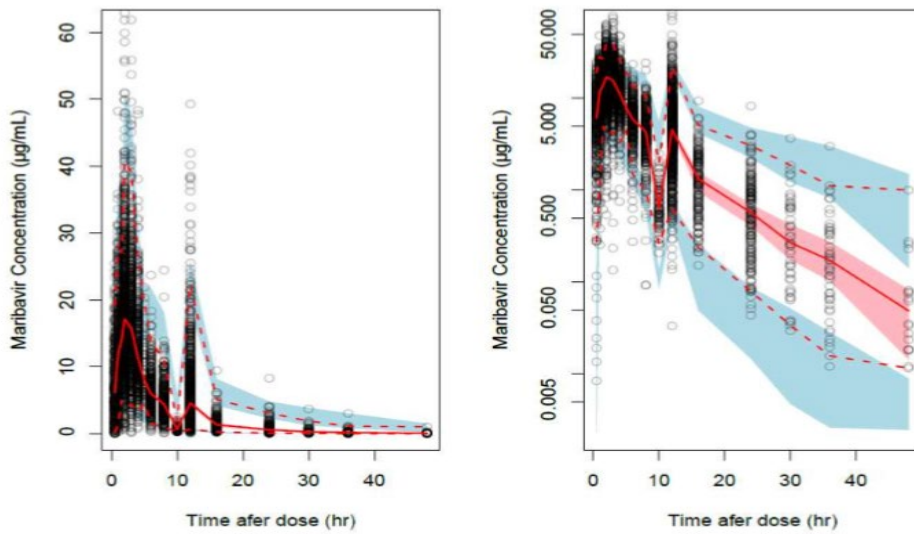 Maribavir Concentration (µg/mL)
60
50
40
30
20
10
0
0 10 20 30 40
Time afer dose (hr)
Maribavir Concentration (µg/mL)
50.000
5.000
0.500
0.050
0.005
0 10 20 30 40
Time afer dose (hr)